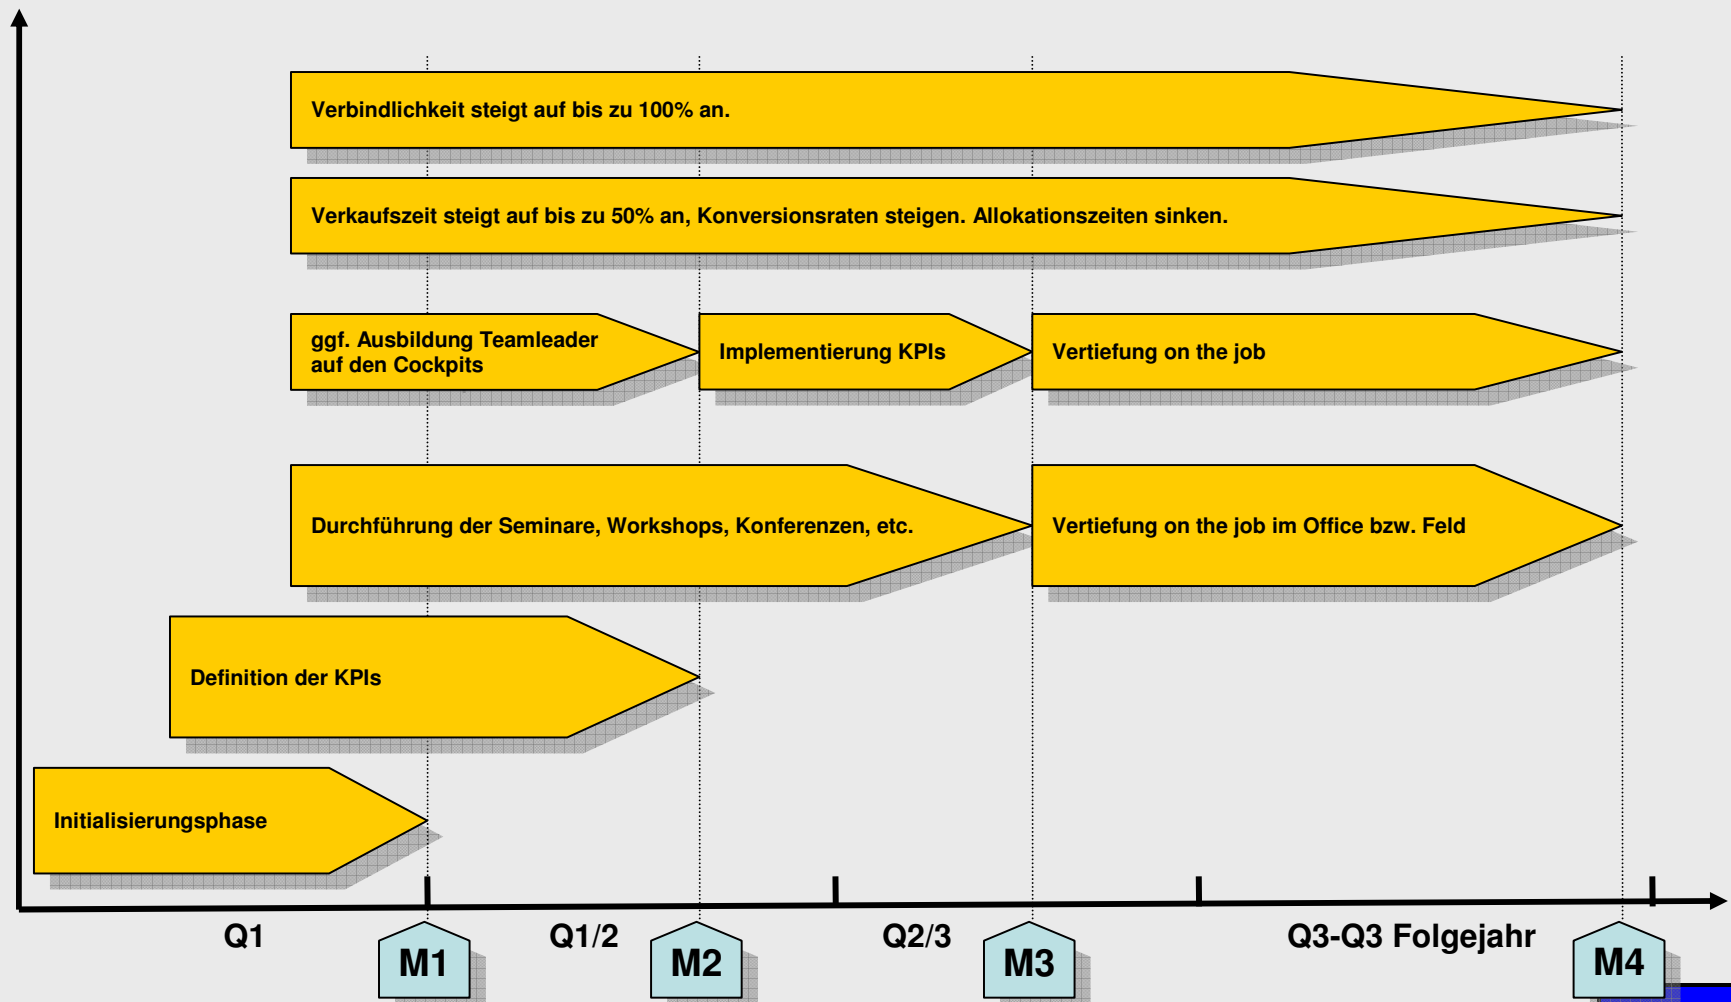 Verbindlichkeit steigt auf bis zu 100% an.
Verkaufszeit steigt auf bis zu 50% an, Konversionsraten steigen. Allokationszeiten sinken.
ggf. Ausbildung Teamleader
auf den Cockpits
Implementierung KPIs
Vertiefung on the job
Durchführung der Seminare, Workshops, Konferenzen, etc.
Vertiefung on the job im Office bzw. Feld
Definition der KPIs
Initialisierungsphase
Q1
Q1/2
Q2/3
Q3-Q3 Folgejahr
M1
M2
M3
M4